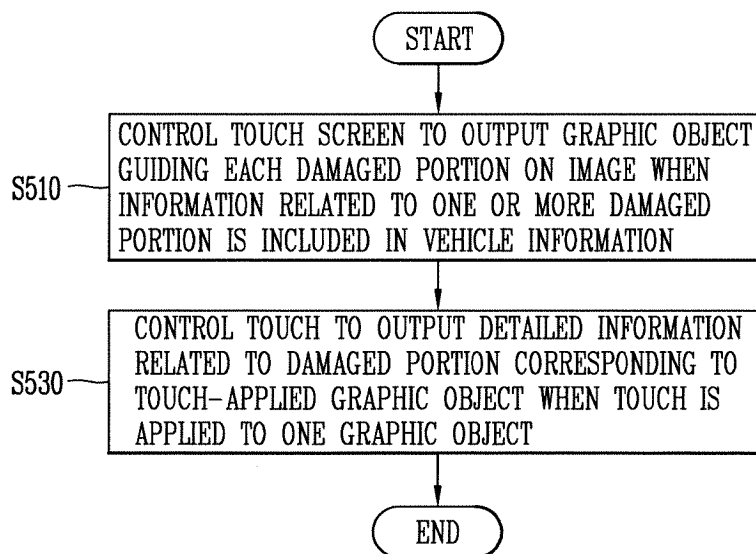 START
S510
CONTROL TOUCH SCREEN TO OUTPUT GRAPHIC OBJECT
GUIDING EACH DAMAGED PORTION ON IMAGE WHEN
INFORMATION RELATED TO ONE OR MORE DAMAGED
PORTION IS INCLUDED IN VEHICLE INFORMATION
S530
CONTROL TOUCH TO OUTPUT DETAILED INFORMATION
RELATED TO DAMAGED PORTION CORRESPONDING TO
TOUCH-APPLIED GRAPHIC OBJECT WHEN TOUCH IS
APPLIED TO ONE GRAPHIC OBJECT
END